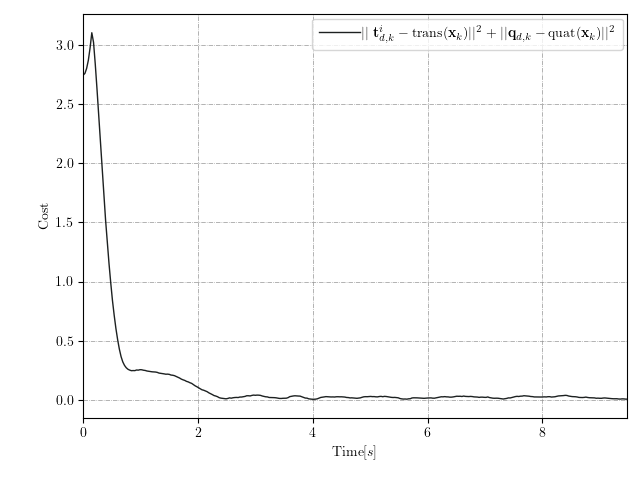 || t^i_{d,k} − trans(x_k)||² + ||q_{d,k} − quat(x_k)||²
3.0
2.5
2.0
1.5
1.0
0.5
0.0
Cost
0 2 4 6 8
Time[s]